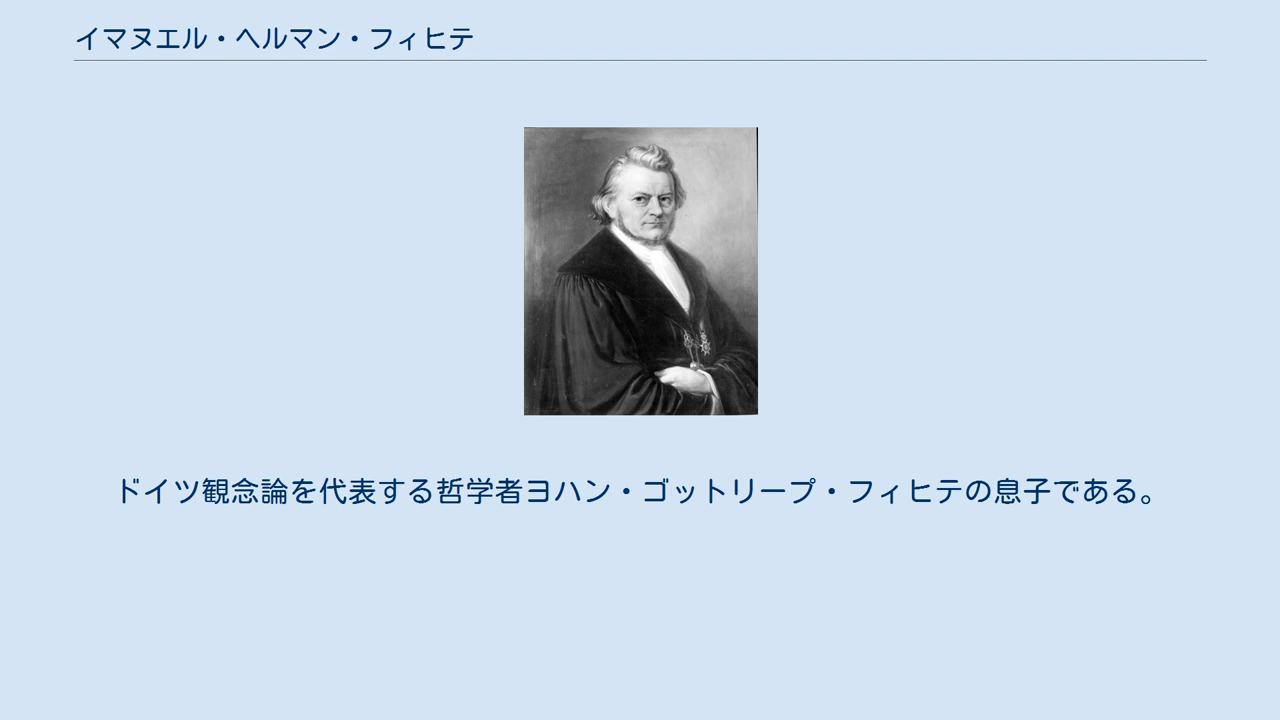 イマヌエル・ヘルマン・フィヒテ
ドイツ観念論を代表する哲学者ヨハン・ゴットリープ・フィヒテの息子である。